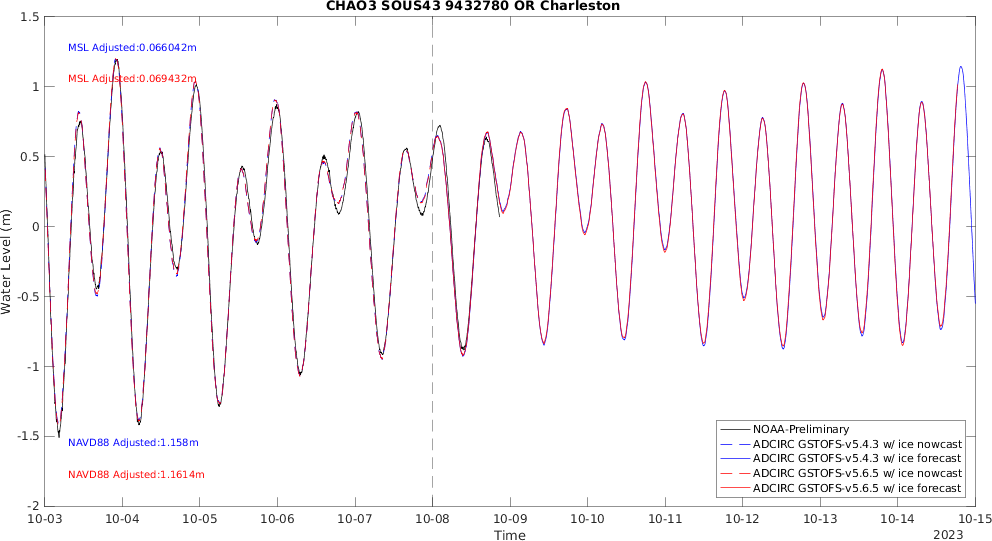 CHAO3 SOUS43 9432780 OR Charleston
1.5
1
0.5
0
-0.5
-1
-1.5
-2
Water Level (m)
MSL Adjusted:0.066042m
MSL Adjusted:0.069432m
NAVD88 Adjusted:1.158m
NAVD88 Adjusted:1.1614m
NOAA-Preliminary
ADCIRC GSTOFS-v5.4.3 w/ ice nowcast
ADCIRC GSTOFS-v5.4.3 w/ ice forecast
ADCIRC GSTOFS-v5.6.5 w/ ice nowcast
ADCIRC GSTOFS-v5.6.5 w/ ice forecast
10-03 10-04 10-05 10-06 10-07 10-08 10-09 10-10 10-11 10-12 10-13 10-14 10-15
Time
2023